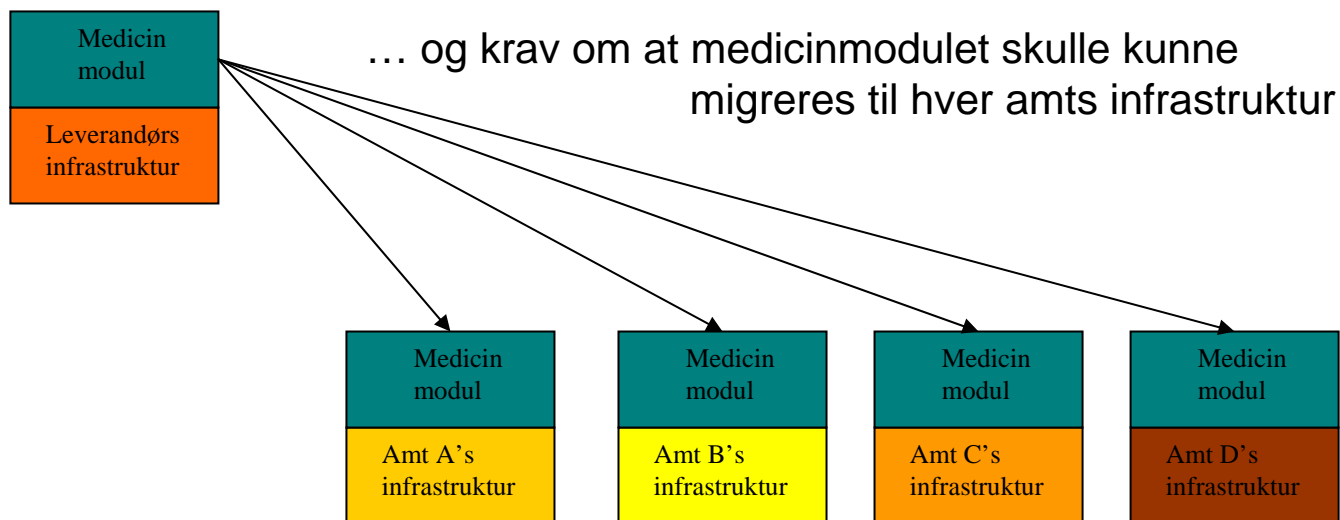 Medicin
modul
Leverandørs
infrastruktur
… og krav om at medicinmodulet skulle kunne
migreres til hver amts infrastruktur
Medicin
modul
Amt A’s
infrastruktur
Medicin
modul
Amt B’s
infrastruktur
Medicin
modul
Amt C’s
infrastruktur
Medicin
modul
Amt D’s
infrastruktur